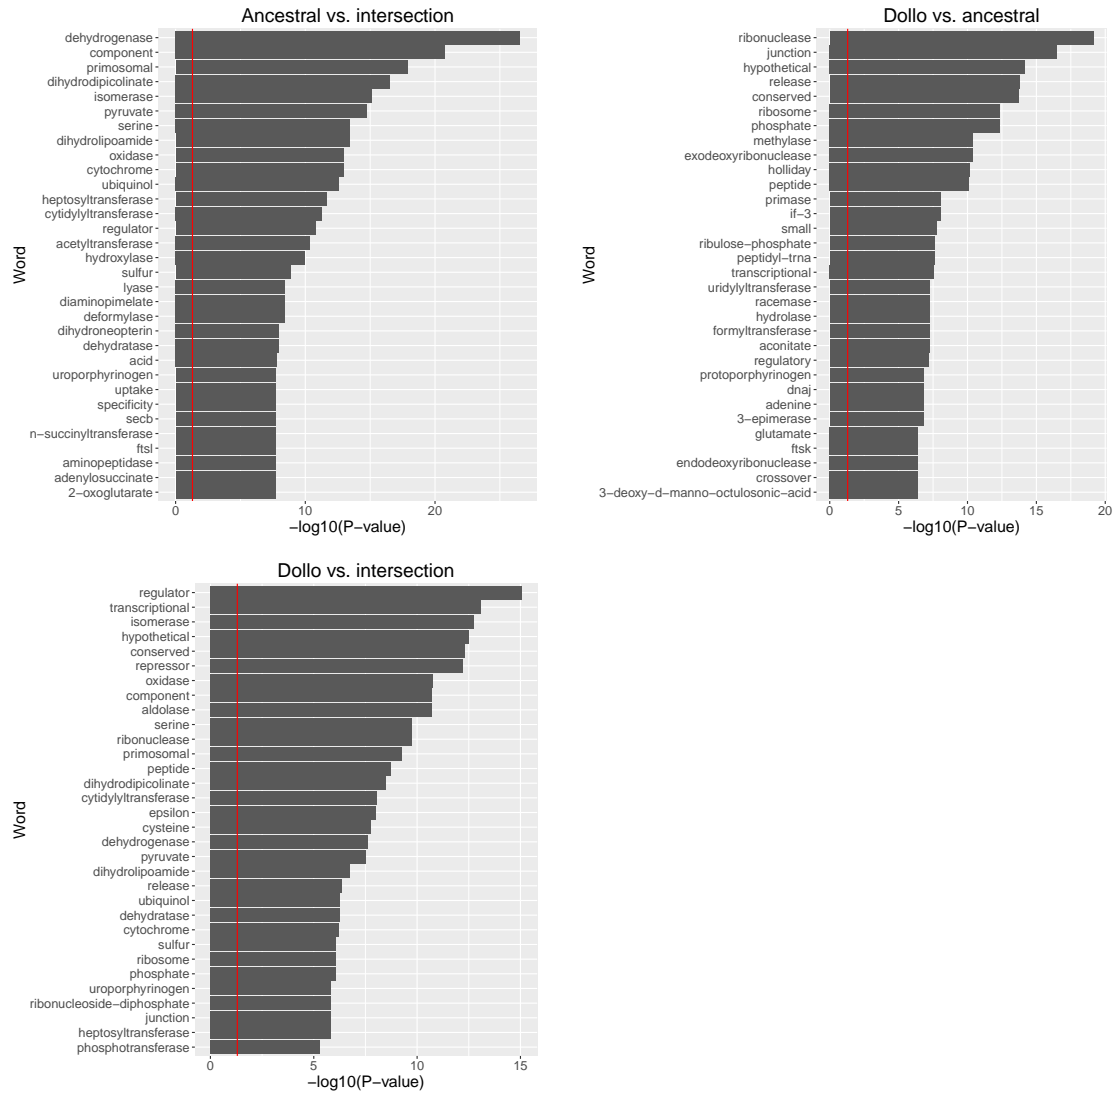 Ancestral vs. intersection
Word
dehydrogenase
component
primosomal
dihydrodipicolinate
isomerase
pyruvate
serine
dihydrolipoamide
oxidase
cytochrome
ubiquinol
heptosyltransferase
cytidylyltransferase
regulator
acetyltransferase
hydroxylase
sulfur
lyase
diaminopimelate
deformylase
dihydroneopterin
dehydratase
acid
uroporphyrinogen
uptake
specificity
secb
n−succinyltransferase
ftsl
aminopeptidase
adenylosuccinate
2−oxoglutarate
0 10 20
−log10(P−value)
Dollo vs. ancestral
Word
ribonuclease
junction
hypothetical
release
conserved
ribosome
phosphate
methylase
exodeoxyribonuclease
holliday
peptide
primase
if−3
small
ribulose−phosphate
peptidyl−trna
transcriptional
uridylyltransferase
racemase
hydrolase
formyltransferase
aconitate
regulatory
protoporphyrinogen
dnaj
adenine
3−epimerase
glutamate
ftsk
endodeoxyribonuclease
crossover
3−deoxy−d−manno−octulosonic−acid
0 5 10 15 20
−log10(P−value)
Dollo vs. intersection
Word
regulator
transcriptional
isomerase
hypothetical
conserved
repressor
oxidase
component
aldolase
serine
ribonuclease
primosomal
peptide
dihydrodipicolinate
cytidylyltransferase
epsilon
cysteine
dehydrogenase
pyruvate
dihydrolipoamide
release
ubiquinol
dehydratase
cytochrome
sulfur
ribosome
phosphate
uroporphyrinogen
ribonucleoside−diphosphate
junction
heptosyltransferase
phosphotransferase
0 5 10 15
−log10(P−value)